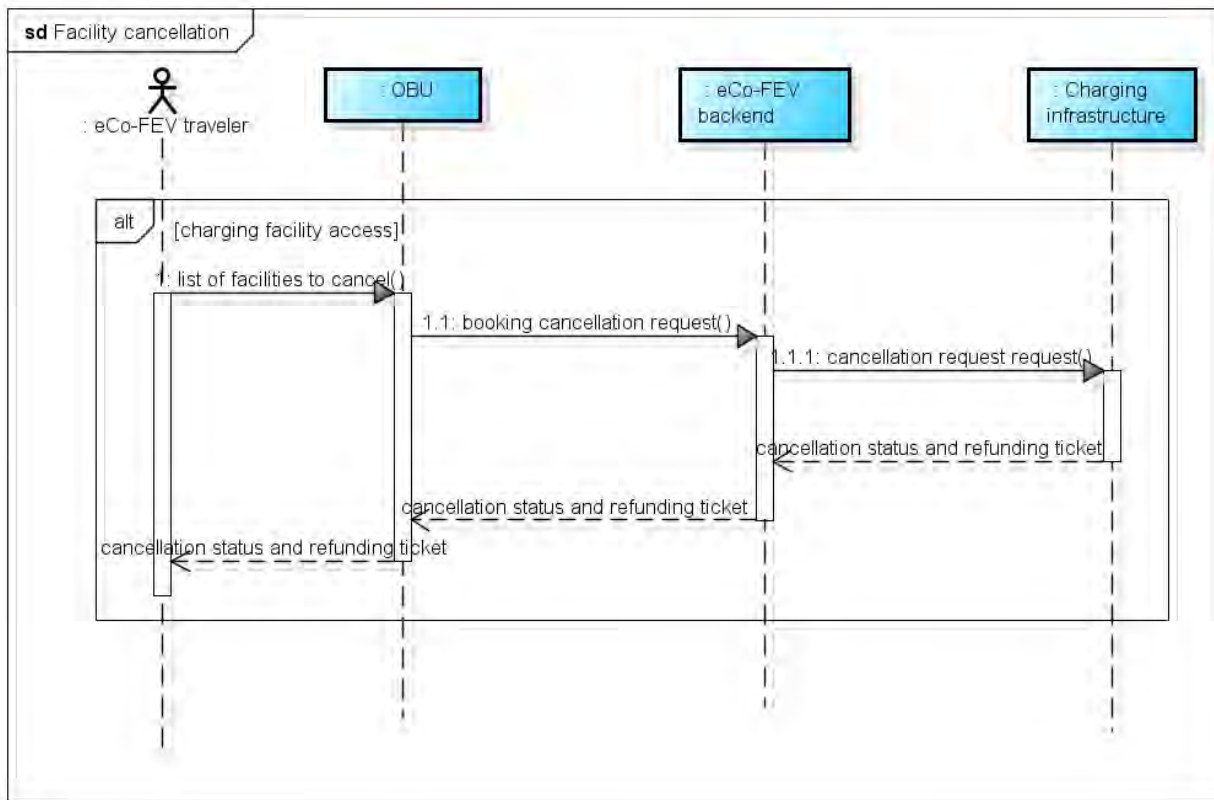 sd Facility cancellation
: eCo-FEV traveler
: OBU
: eCo-FEV
backend
: Charging
infrastructure
alt
[charging facility access]
1: list of facilities to cancel()
1.1: booking cancellation request()
1.1.1: cancellation request request()
cancellation status and refunding ticket
cancellation status and refunding ticket
cancellation status and refunding ticket